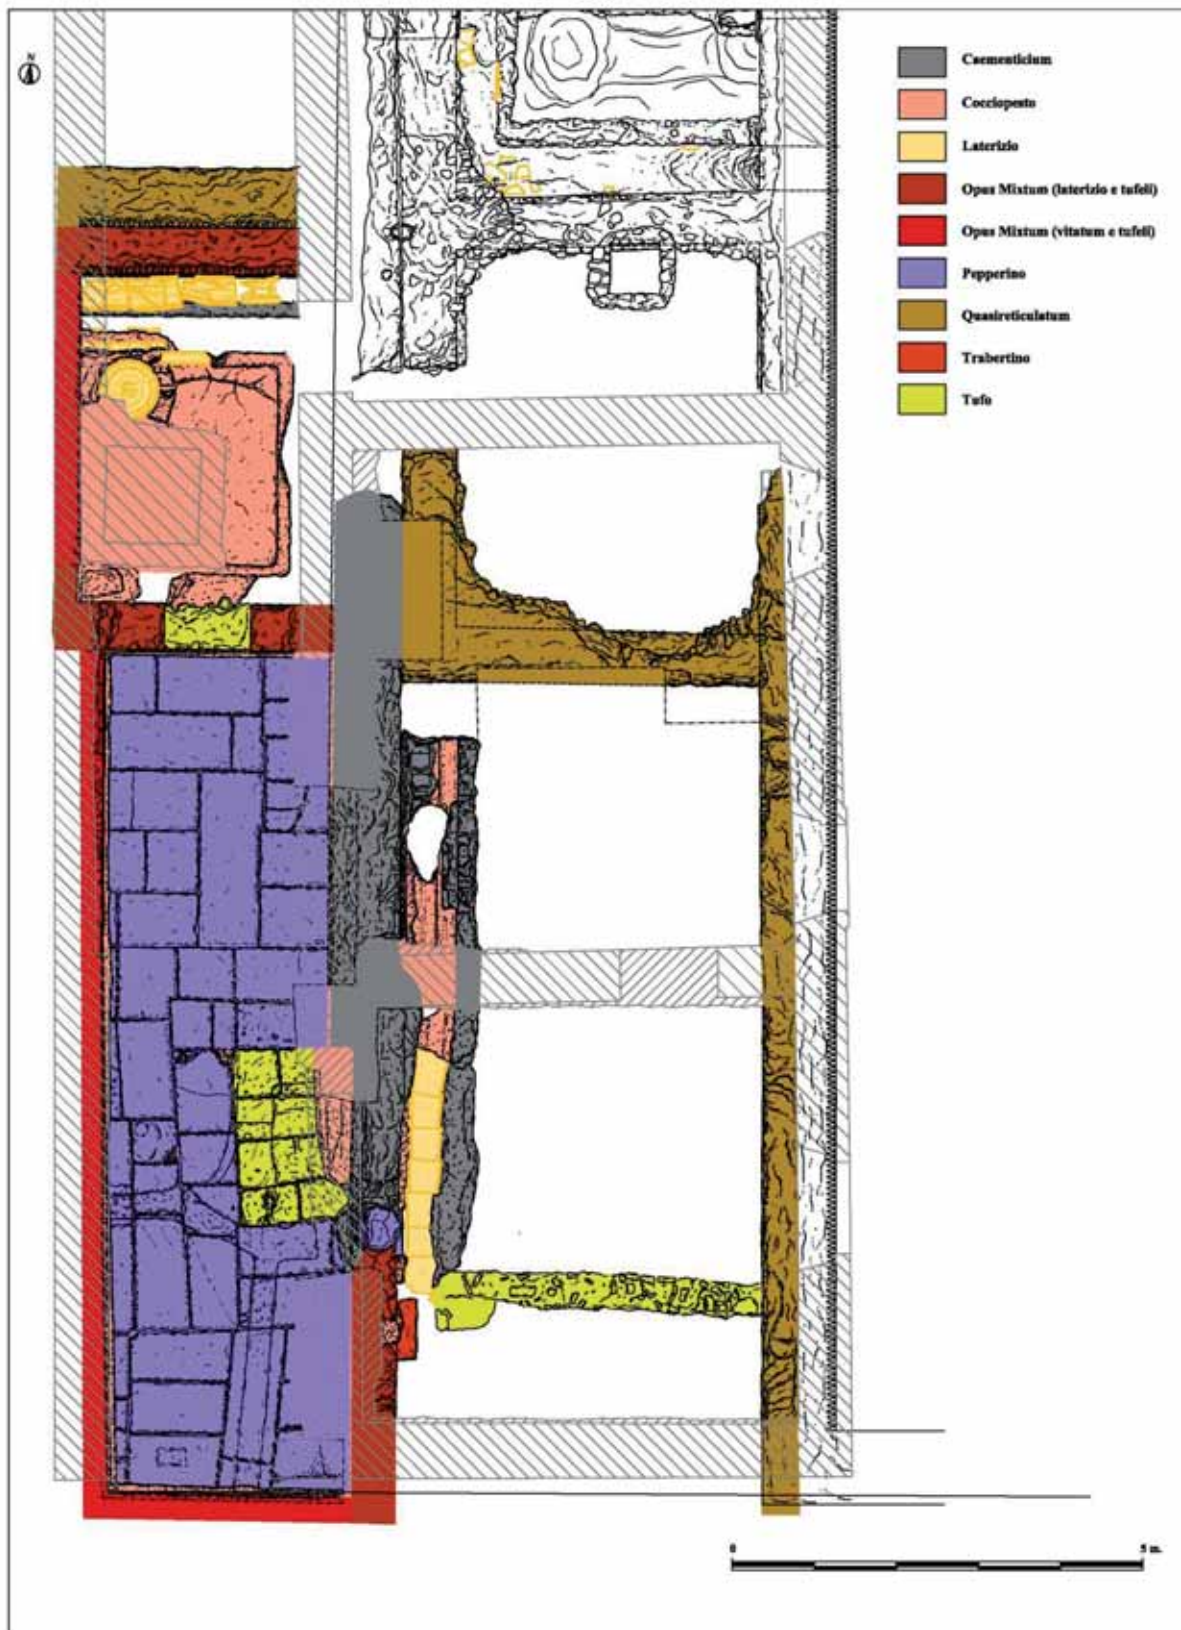 N
Caementicium
Cocciopesto
Laterizio
Opus Mixtum (laterizio e tufeli)
Opus Mixtum (vitatum e tufeli)
Pepperino
Quasireticulatum
Trabertino
Tufo
0 5 m.